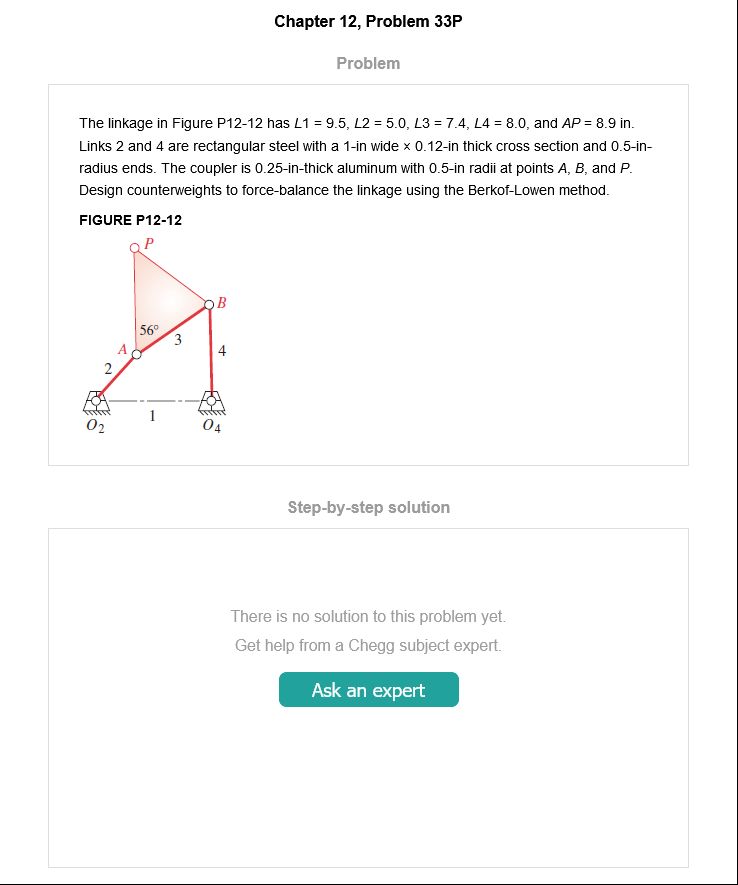 Chapter 12, Problem 33P
Problem
The linkage in Figure P12-12 has L1 = 9.5, L2 = 5.0, L3 = 7.4, L4 = 8.0, and AP = 8.9 in.
Links 2 and 4 are rectangular steel with a 1-in wide × 0.12-in thick cross section and 0.5-in-
radius ends. The coupler is 0.25-in-thick aluminum with 0.5-in radii at points A, B, and P.
Design counterweights to force-balance the linkage using the Berkof-Lowen method.
FIGURE P12-12
P
B
56°
3
A
4
2
1
O2
O4
Step-by-step solution
There is no solution to this problem yet.
Get help from a Chegg subject expert.
Ask an expert